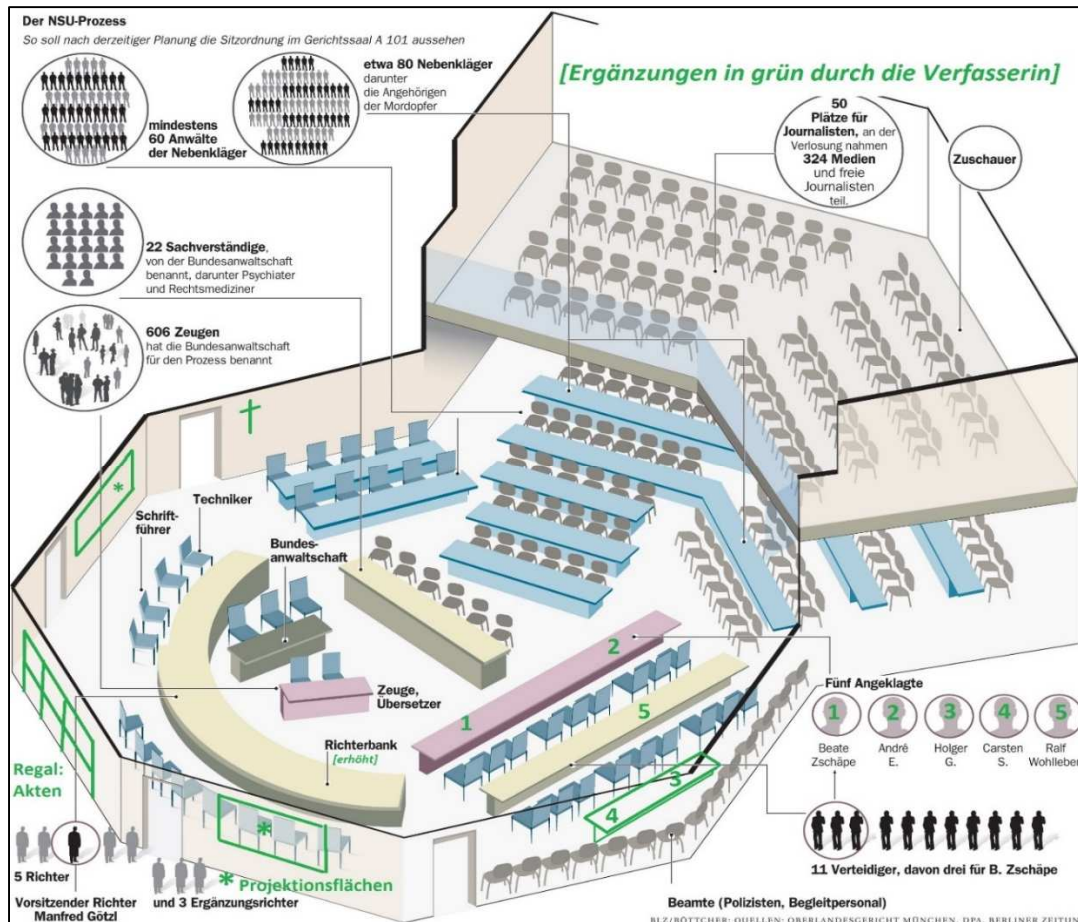 Der NSU-Prozess
So soll nach derzeitiger Planung die Sitzordnung im Gerichtssaal A 101 aussehen
[Ergänzungen in grün durch die Verfasserin]
mindestens
60 Anwälte
der Nebenkläger
etwa 80 Nebenkläger
darunter
die Angehörigen
der Mordopfer
50
Plätze für
Journalisten, an der
Verlosung nahmen
324 Medien
und freie
Journalisten
teil.
Zuschauer
22 Sachverständige,
von der Bundesanwaltschaft
benannt, darunter Psychiater
und Rechtsmediziner
606 Zeugen
hat die Bundesanwaltschaft
für den Prozess benannt
*
Techniker
Schrift-
führer
Bundes-
anwaltschaft
Zeuge,
Übersetzer
Richterbank
[erhöht]
1
2
5
3
4
Regal:
Akten
*
* Projektionsflächen
5 Richter
Vorsitzender Richter
Manfred Götzl
und 3 Ergänzungsrichter
Fünf Angeklagte
1 2 3 4 5
Beate Zschäpe
André E.
Holger G.
Carsten S.
Ralf Wohlleben
11 Verteidiger, davon drei für B. Zschäpe
Beamte (Polizisten, Begleitpersonal)
BLZ/BÖTTCHER; QUELLEN: OBERLANDESGERICHT MÜNCHEN, DPA, BERLINER ZEITUN